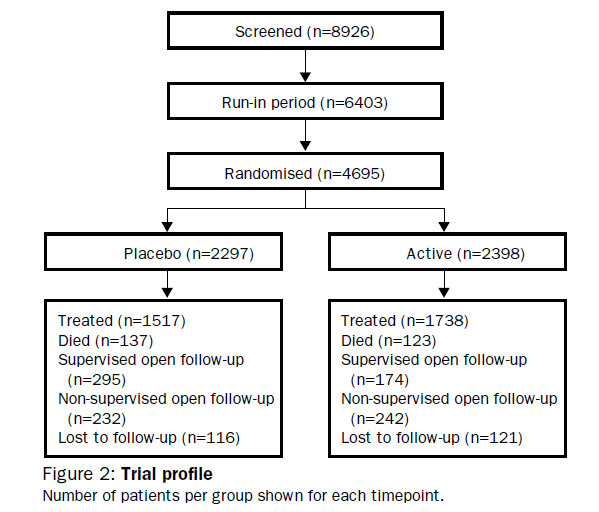 Screened (n=8926)
Run-in period (n=6403)
Randomised (n=4695)
Placebo (n=2297)
Active (n=2398)
Treated (n=1517)
Died (n=137)
Supervised open follow-up
(n=295)
Non-supervised open follow-up
(n=232)
Lost to follow-up (n=116)
Treated (n=1738)
Died (n=123)
Supervised open follow-up
(n=174)
Non-supervised open follow-up
(n=242)
Lost to follow-up (n=121)
Figure 2: Trial profile
Number of patients per group shown for each timepoint.